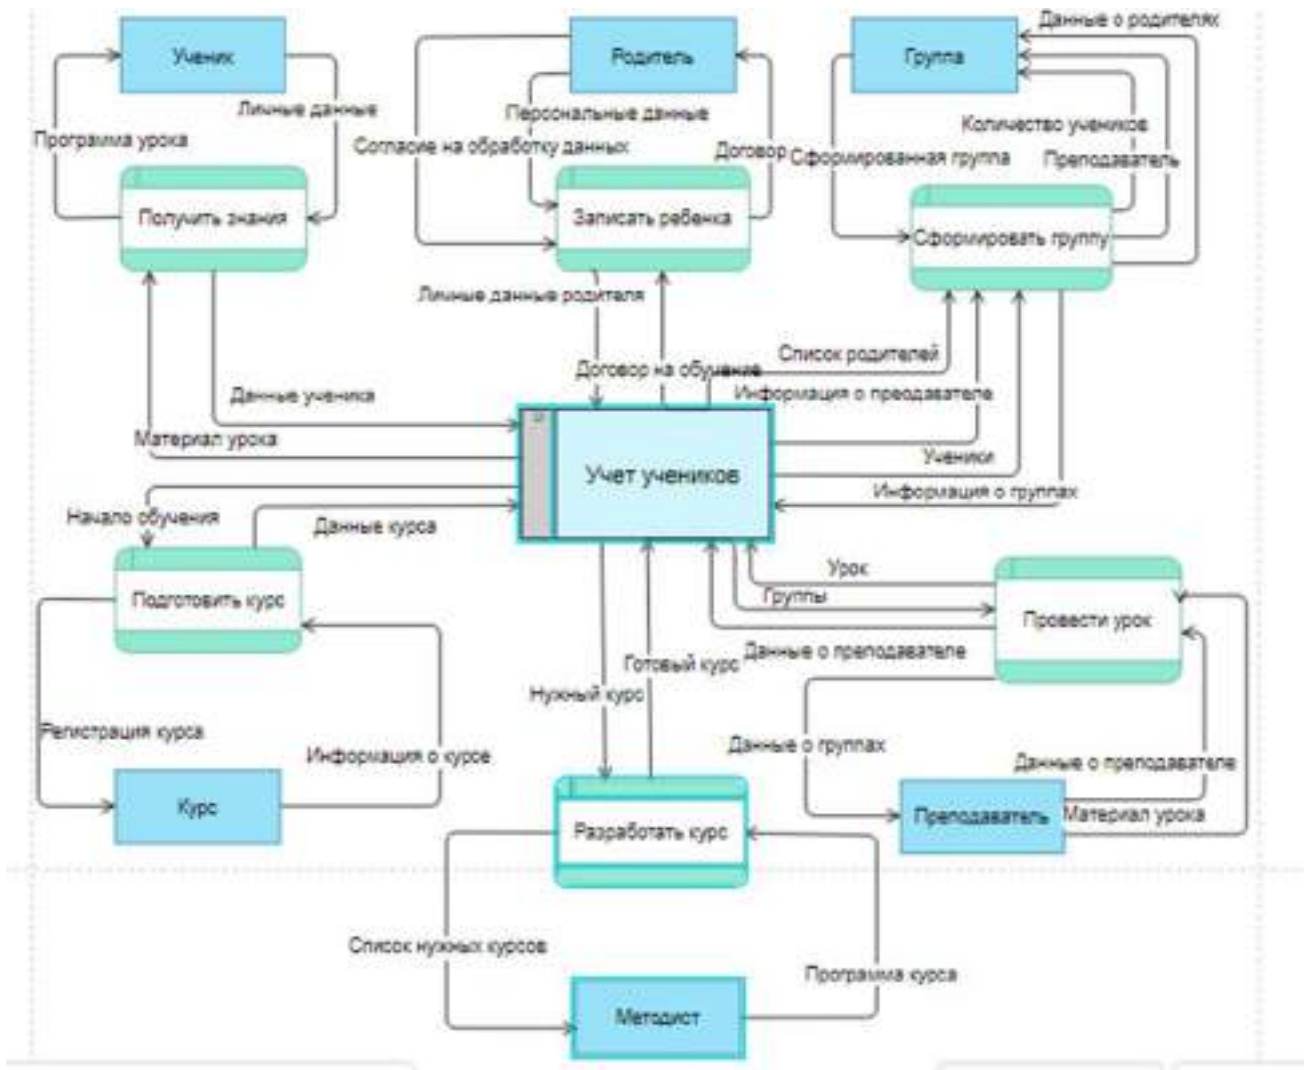 Данные о родителях
Ученик
Родитель
Группа
Личные данные
Персональные данные
Количество учеников
Программа урока
Согласие на обработку данных
Договор
Сформированная группа
Преподаватель
Получить знания
Записать ребенка
Сформировать группу
Личные данные родителя
Список родителей
Договор на обучение
Данные ученика
Информация о преодавателе
Материал урока
Ученики
Учет учеников
Информация о группах
Начало обучения
Данные курса
Урок
Группы
Подготовить курс
Провести урок
Готовый курс
Данные о преподавателе
Нужный курс
Регистрация курса
Информация о курсе
Данные о группах
Данные о преподавателе
Курс
Преподаватель
Материал урока
Разработать курс
Список нужных курсов
Программа курса
Методист